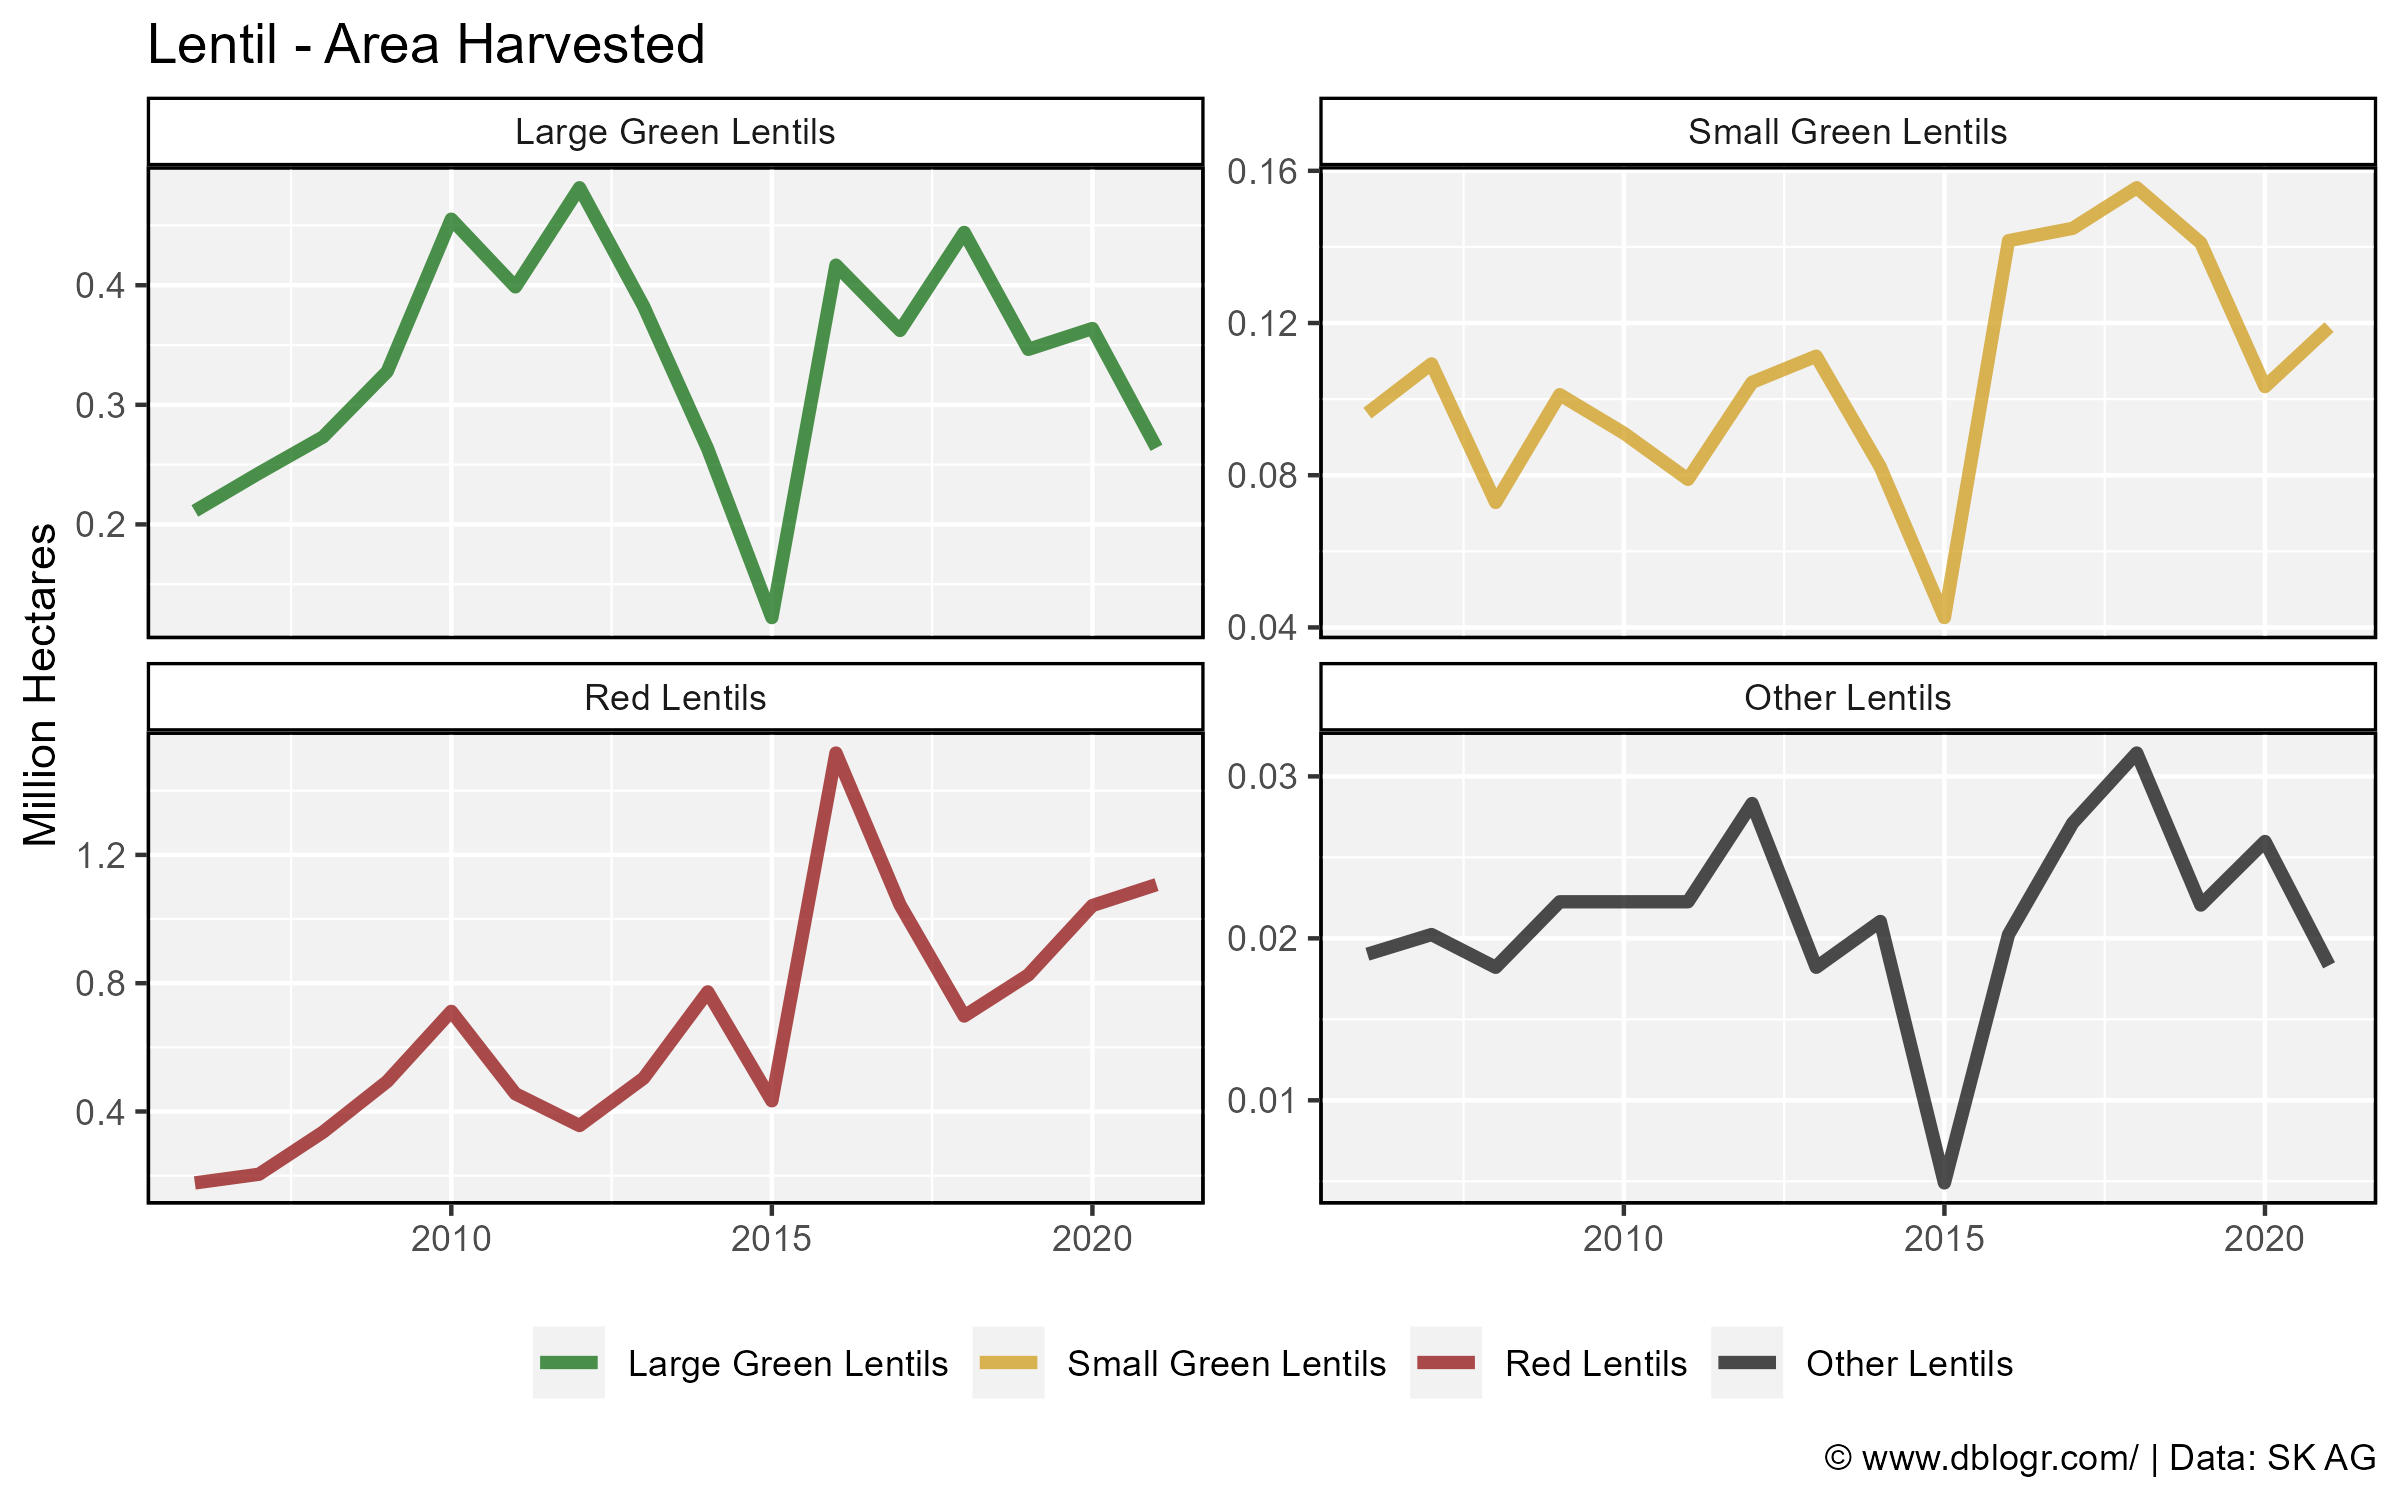 Lentil - Area Harvested
Large Green Lentils
Small Green Lentils
0.4
0.3
0.2
0.16
0.12
0.08
0.04
Million Hectares
Red Lentils
Other Lentils
1.2
0.8
0.4
0.03
0.02
0.01
2010 2015 2020
2010 2015 2020
Large Green Lentils Small Green Lentils Red Lentils Other Lentils
© www.dblogr.com/ | Data: SK AG